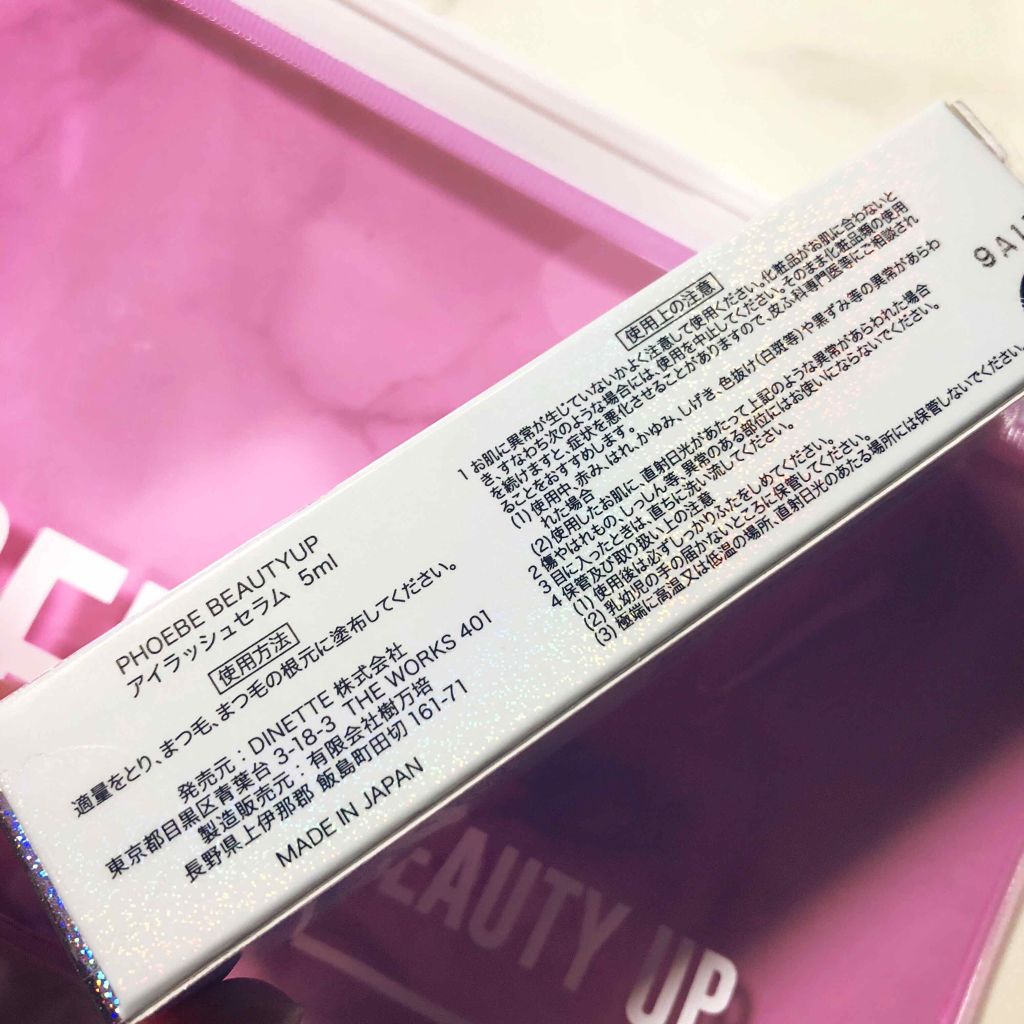 PHOEBE BEAUTYUP
アイラッシュセラム 5ml
使用方法
適量をとり、まつ毛、まつ毛の根元に塗布してください。
発売元：DINETTE 株式会社
東京都目黒区青葉台 3-18-3 THE WORKS 401
製造販売元：有限会社樹万培
長野県上伊那郡 飯島町田切 161-71
MADE IN JAPAN
使用上の注意
1 お肌に異常が生じていないかよく注意して使用ください。化粧品がお肌に合わないと
き、すなわち次のような場合には、使用を中止してください。そのまま化粧品類の使用
を続けますと、症状を悪化させることがありますので、皮ふ科専門医等にご相談され
ることをおすすめします。
(1) 使用中、赤み、はれ、かゆみ、しげき、色抜け(白斑等)や黒ずみ等の異常があらわ
れた場合
(2) 使用したお肌に、直射日光があたって上記のような異常があらわれた場合
2 傷やはれもの、しっしん等、異常のある部位にはお使いにならないでください。
3 目に入ったときは、直ちに洗い流してください。
4 保管及び取り扱い上の注意
(1) 使用後は必ずしっかりふたをしめてください。
(2) 乳幼児の手の届かないところに保管してください。
(3) 極端に高温又は低温の場所、直射日光のあたる場所には保管しないでください。
BEAUTY UP